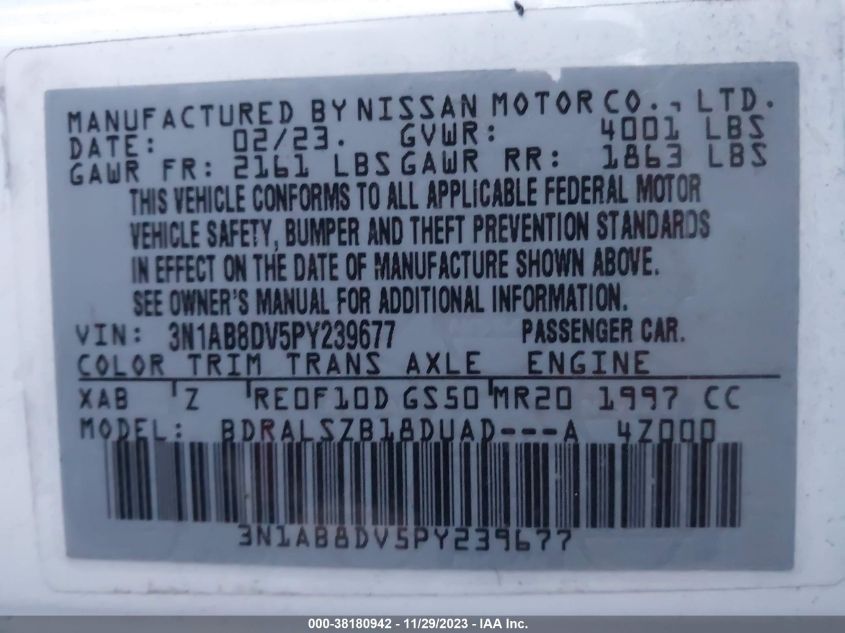 MANUFACTURED BY NISSAN MOTOR CO., LTD.
DATE: 02/23. GVWR: 4001 LBS
GAWR FR: 2161 LBS GAWR RR: 1863 LBS
THIS VEHICLE CONFORMS TO ALL APPLICABLE FEDERAL MOTOR
VEHICLE SAFETY, BUMPER AND THEFT PREVENTION STANDARDS
IN EFFECT ON THE DATE OF MANUFACTURE SHOWN ABOVE.
SEE OWNER'S MANUAL FOR ADDITIONAL INFORMATION.
VIN: 3N1AB8DV5PY239677 PASSENGER CAR.
COLOR TRIM TRANS AXLE ENGINE
XAB Z RE0F10D GS50 MR20 1997 CC
MODEL: BDRALSZB18DUAD---A 4Z000
3N1AB8DV5PY239677
000-38180942 - 11/29/2023 - IAA Inc.